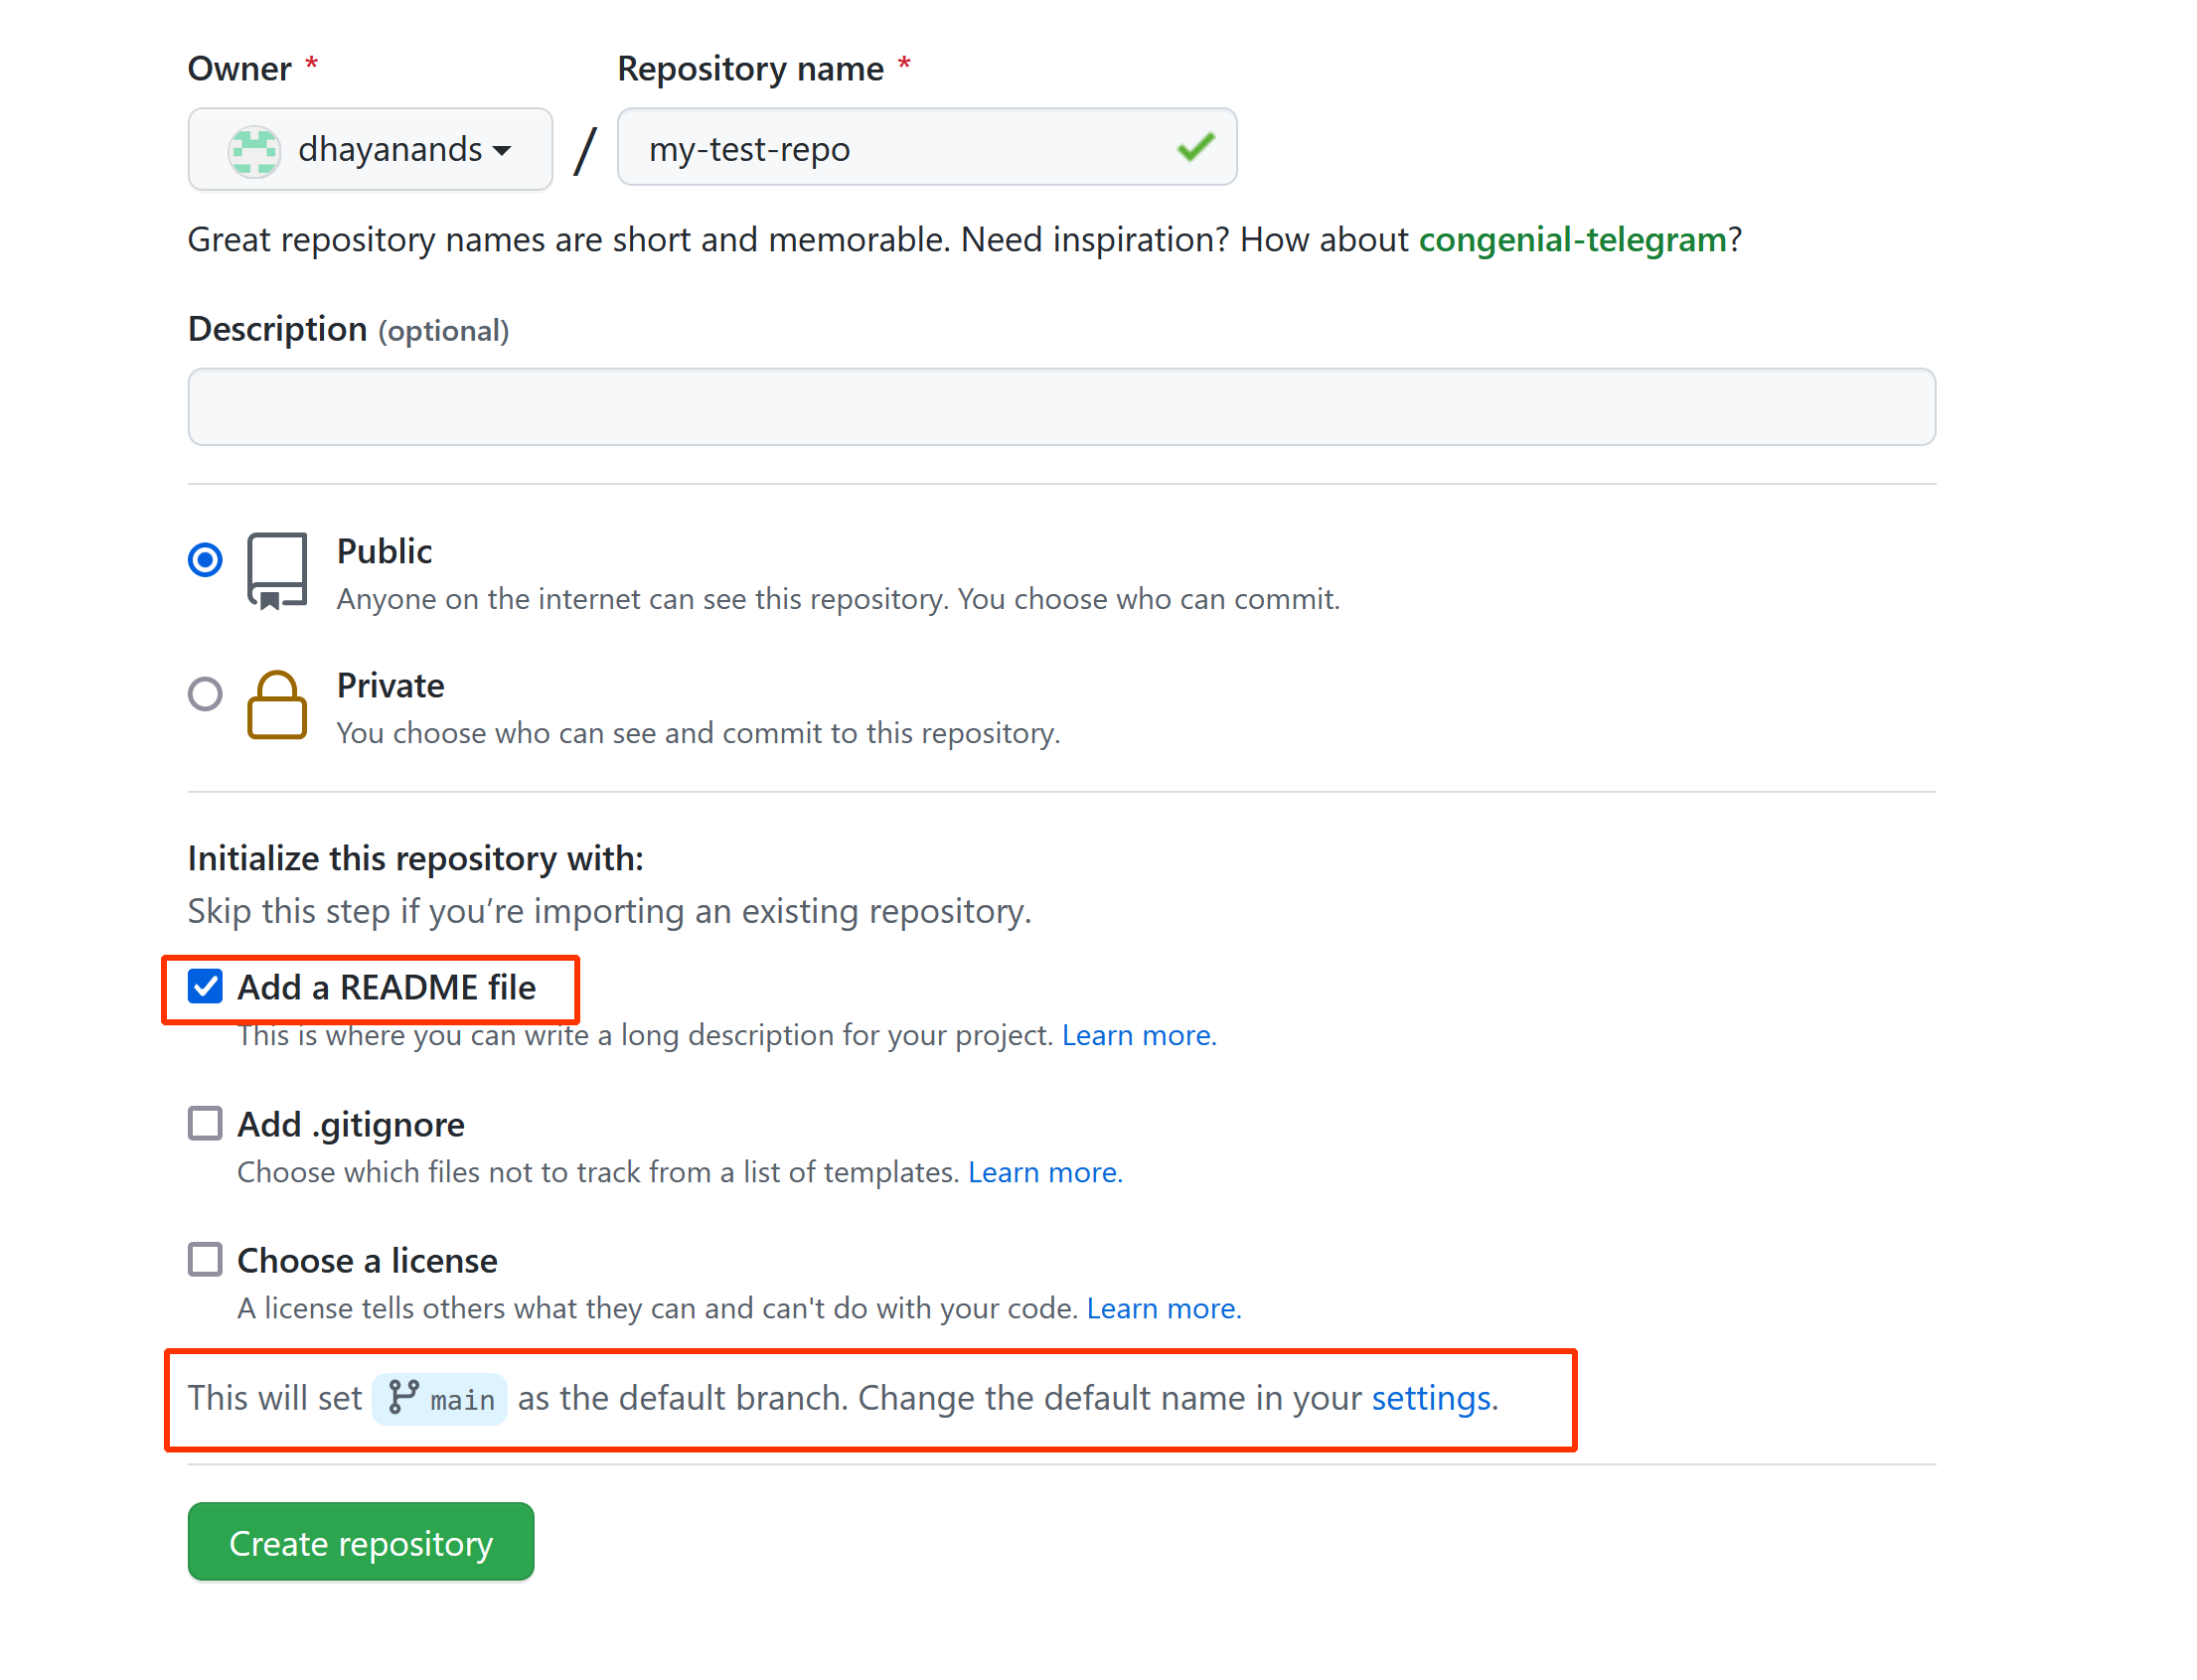 Owner * Repository name *
dhayanands / my-test-repo
Great repository names are short and memorable. Need inspiration? How about congenial-telegram?
Description (optional)
Public
Anyone on the internet can see this repository. You choose who can commit.
Private
You choose who can see and commit to this repository.
Initialize this repository with:
Skip this step if you’re importing an existing repository.
Add a README file
This is where you can write a long description for your project. Learn more.
Add .gitignore
Choose which files not to track from a list of templates. Learn more.
Choose a license
A license tells others what they can and can't do with your code. Learn more.
This will set main as the default branch. Change the default name in your settings.
Create repository